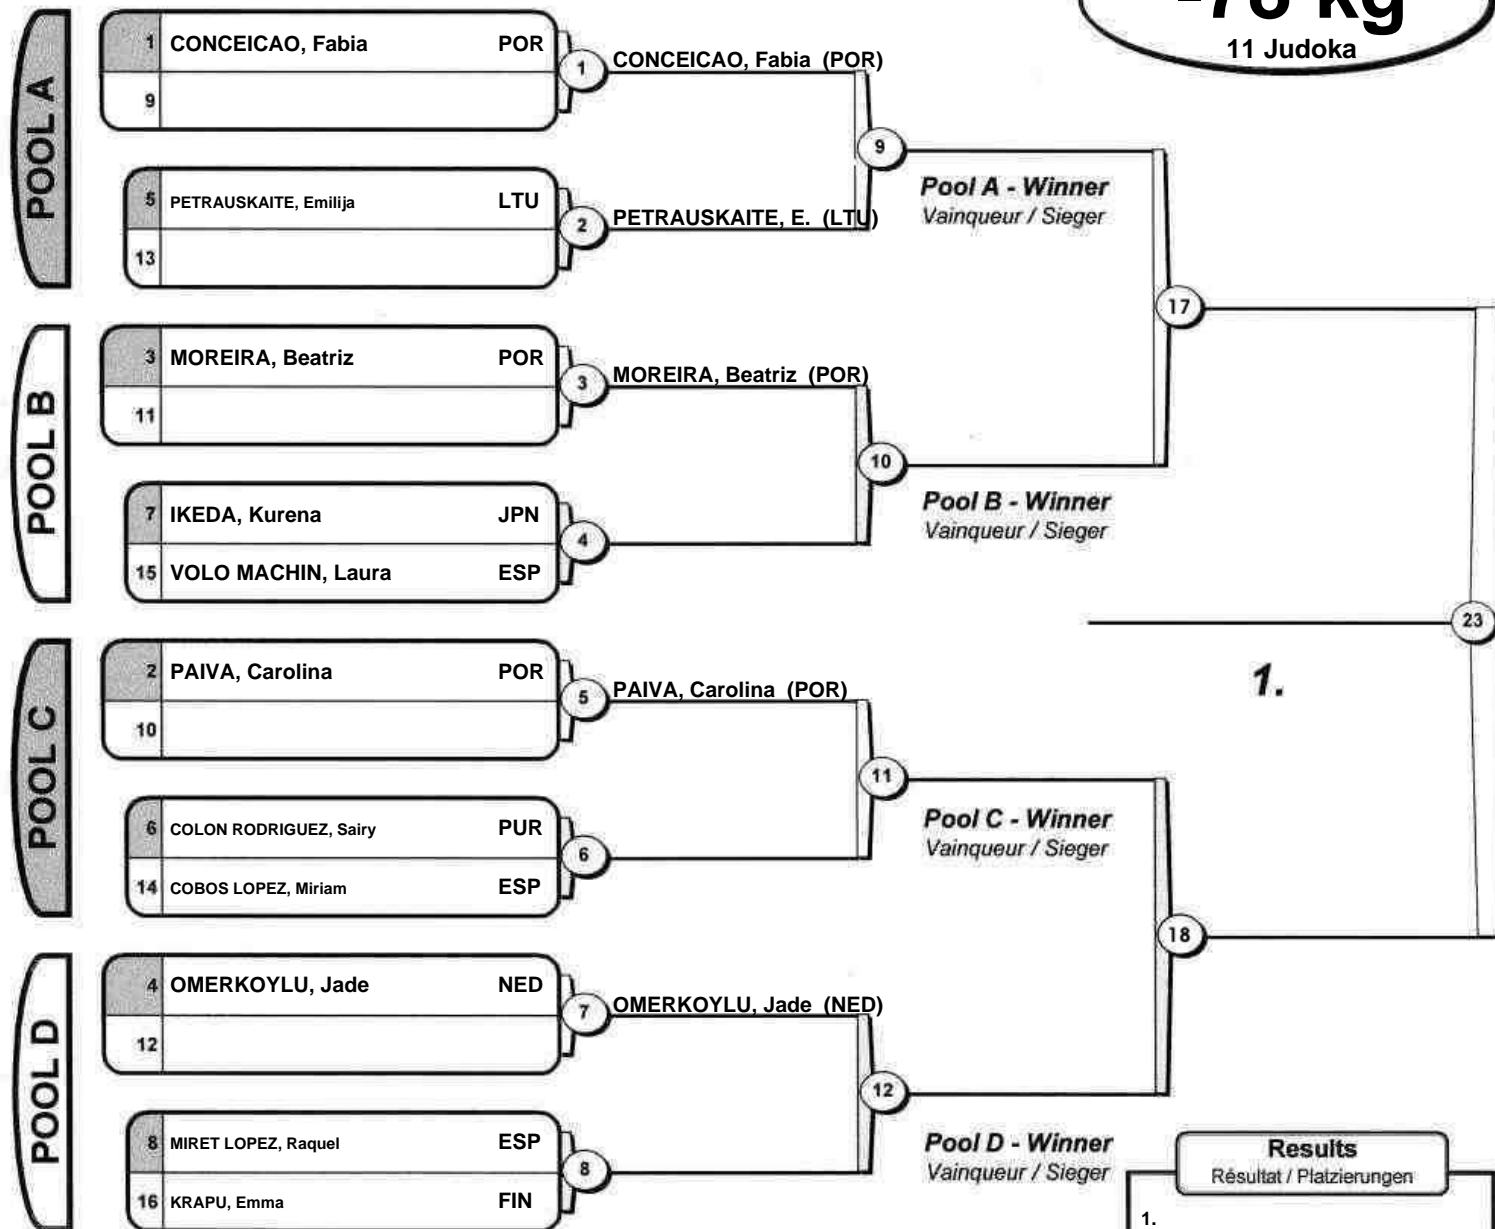 -78 kg
11 Judoka
POOL A
1 CONCEICAO, Fabia POR
9
1
CONCEICAO, Fabia (POR)
5 PETRAUSKAITE, Emilija LTU
13
2
PETRAUSKAITE, E. (LTU)
9
Pool A - Winner
Vainqueur / Sieger
POOL B
3 MOREIRA, Beatriz POR
11
3
MOREIRA, Beatriz (POR)
7 IKEDA, Kurena JPN
15 VOLO MACHIN, Laura ESP
4
10
Pool B - Winner
Vainqueur / Sieger
17
POOL C
2 PAIVA, Carolina POR
10
5
PAIVA, Carolina (POR)
6 COLON RODRIGUEZ, Sairy PUR
14 COBOS LOPEZ, Miriam ESP
6
11
Pool C - Winner
Vainqueur / Sieger
POOL D
4 OMERKOYLU, Jade NED
12
7
OMERKOYLU, Jade (NED)
8 MIRET LOPEZ, Raquel ESP
16 KRAPU, Emma FIN
8
12
Pool D - Winner
Vainqueur / Sieger
18
23
1.
Results
Résultat / Platzierungen
1.